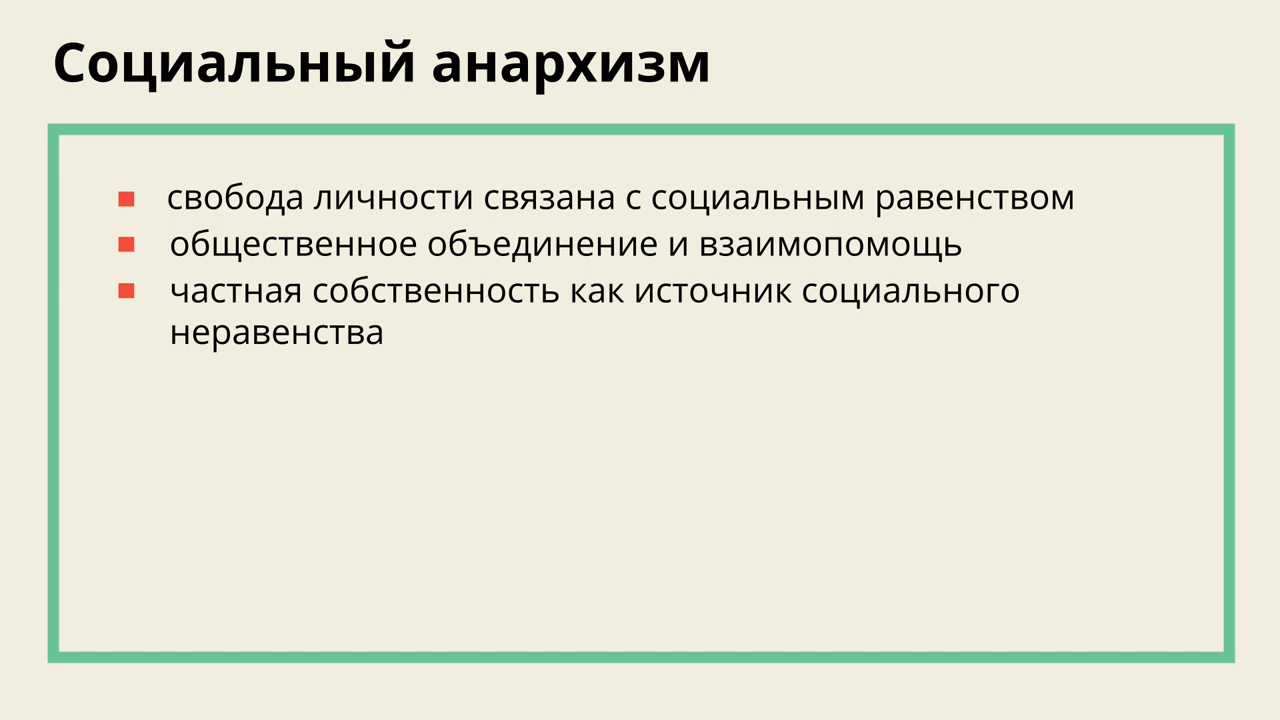 Социальный анархизм
свобода личности связана с социальным равенством
общественное объединение и взаимопомощь
частная собственность как источник социального
неравенства